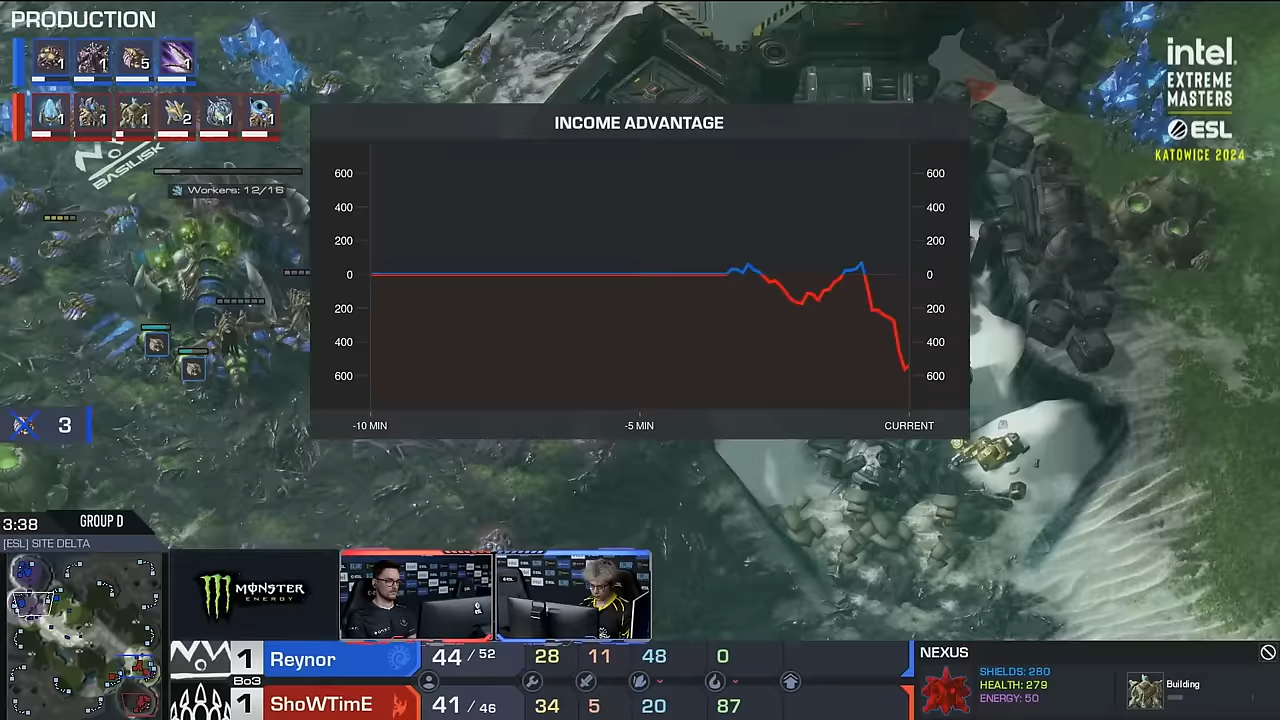 PRODUCTION
1 1 5 1
1 1 1 2 1 1
intel
EXTREME
MASTERS
ESL
KATOWICE 2024
BASILISK
Workers: 12/16
INCOME ADVANTAGE
600 600
400 400
200 200
0 0
200 200
400 400
600 600
-10 MIN -5 MIN CURRENT
3
3:38 GROUP D
[ESL] SITE DELTA
MONSTER
ENERGY
1 Reynor 44 / 52 28 11 48 0
Bo3
1 ShoWTimE 41 / 46 34 5 20 87
NEXUS
SHIELDS: 280
HEALTH: 279
ENERGY: 50
Building